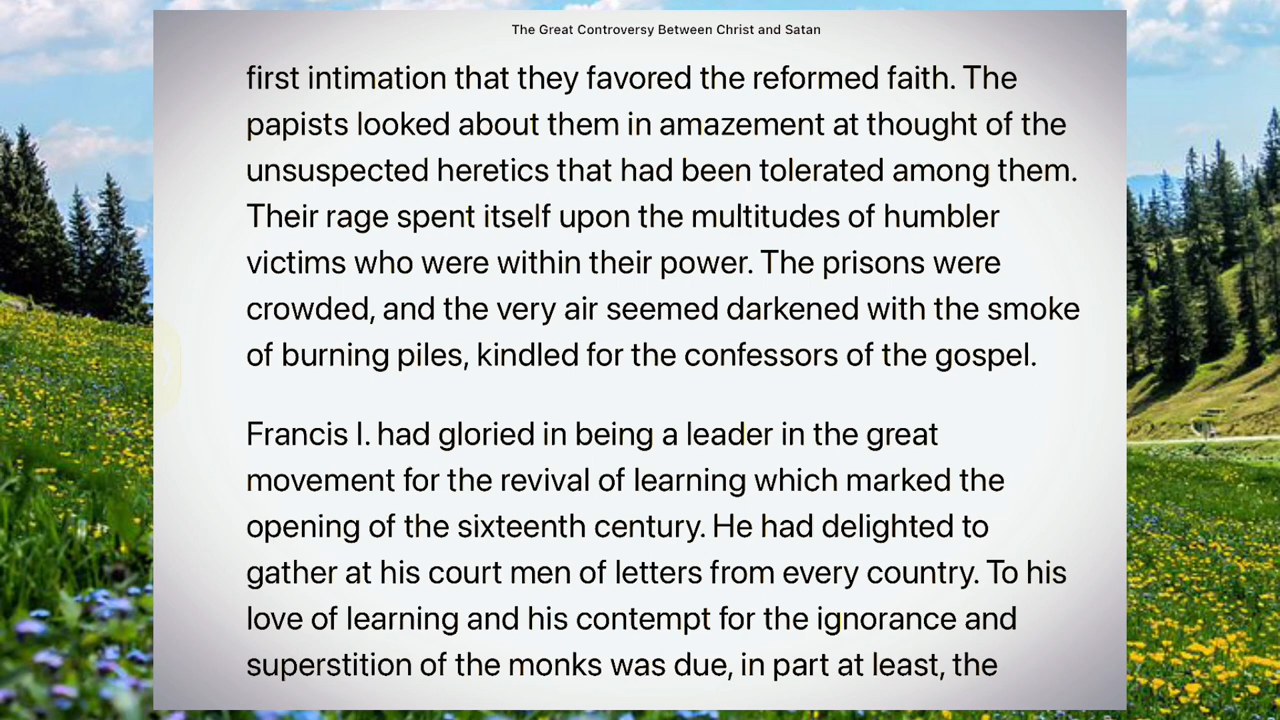 The Great Controversy Between Christ and Satan
first intimation that they favored the reformed faith. The
papists looked about them in amazement at thought of the
unsuspected heretics that had been tolerated among them.
Their rage spent itself upon the multitudes of humbler
victims who were within their power. The prisons were
crowded, and the very air seemed darkened with the smoke
of burning piles, kindled for the confessors of the gospel.
Francis I. had gloried in being a leader in the great
movement for the revival of learning which marked the
opening of the sixteenth century. He had delighted to
gather at his court men of letters from every country. To his
love of learning and his contempt for the ignorance and
superstition of the monks was due, in part at least, the